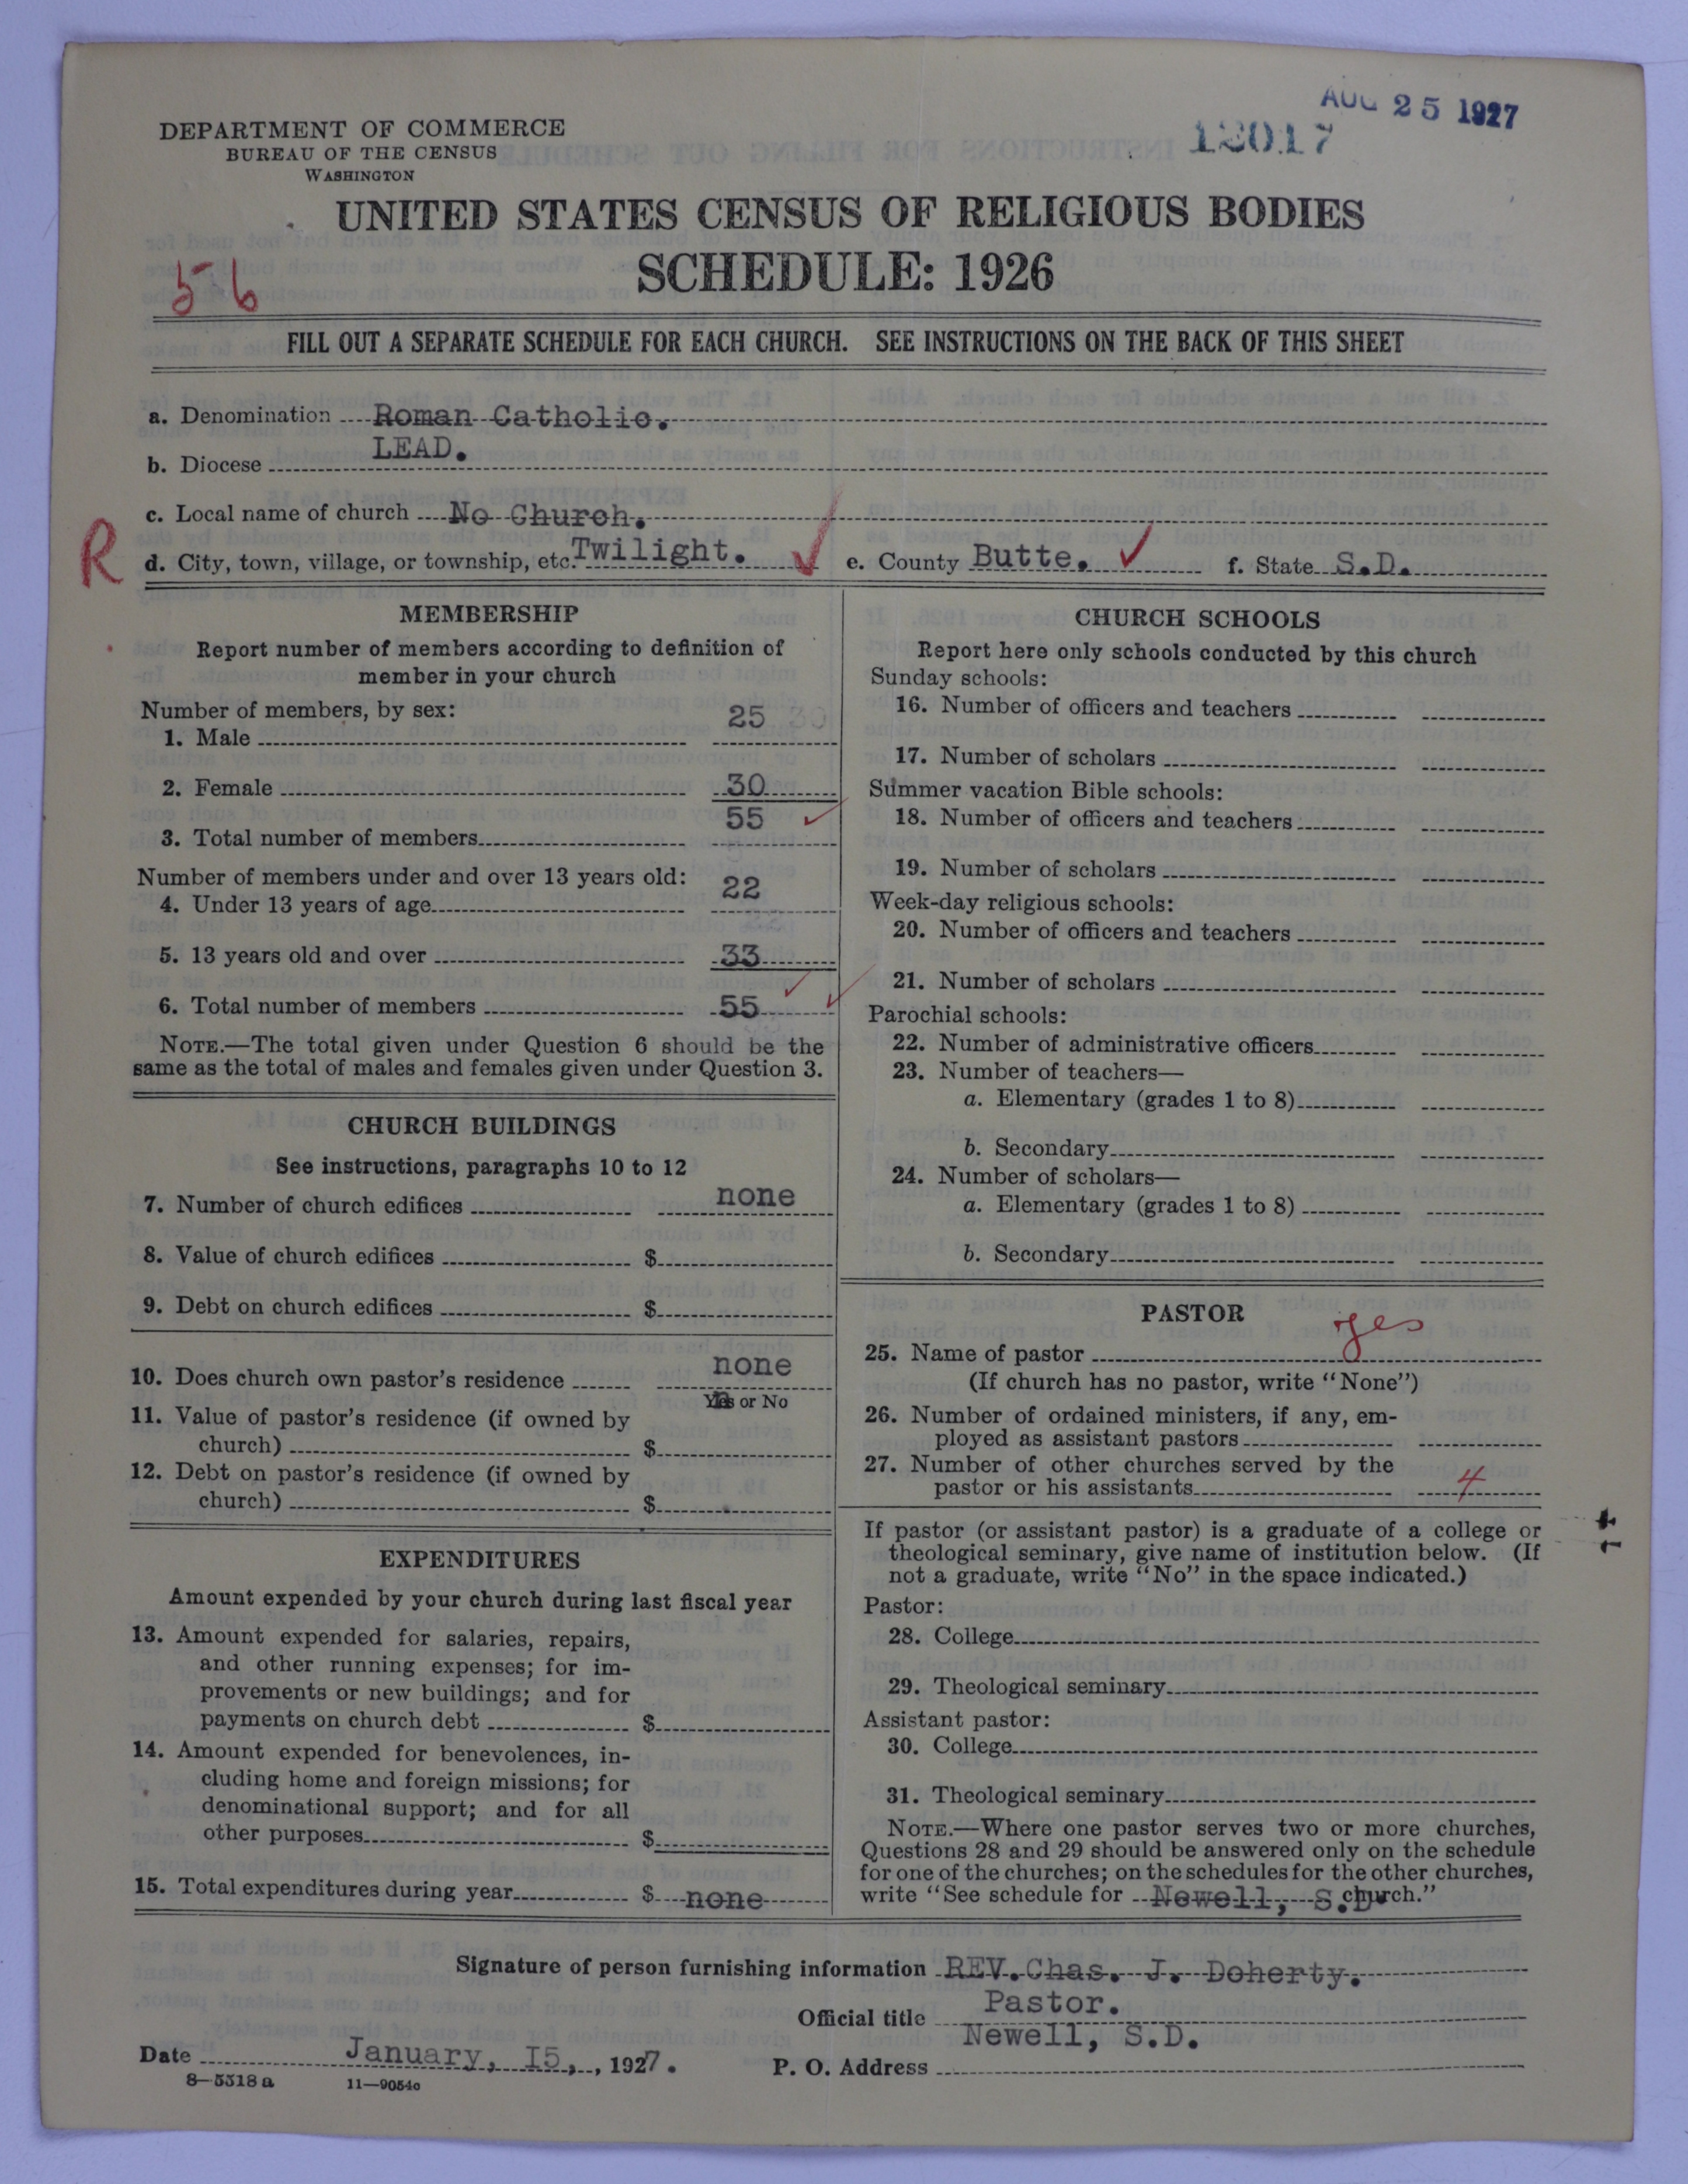 AUG 25 1927
12017
DEPARTMENT OF COMMERCE
BUREAU OF THE CENSUS
WASHINGTON
UNITED STATES CENSUS OF RELIGIOUS BODIES
SCHEDULE: 1926
56
FILL OUT A SEPARATE SCHEDULE FOR EACH CHURCH. SEE INSTRUCTIONS ON THE BACK OF THIS SHEET
a. Denomination Roman Catholic.
b. Diocese LEAD.
c. Local name of church No Church.
R d. City, town, village, or township, etc. Twilight. ✓ e. County Butte. ✓ f. State S.D.
MEMBERSHIP
Report number of members according to definition of
member in your church
Number of members, by sex:
1. Male 25
2. Female 30
3. Total number of members 55 ✓
Number of members under and over 13 years old:
4. Under 13 years of age 22
5. 13 years old and over 33
6. Total number of members 55 ✓ ✓
NOTE.—The total given under Question 6 should be the
same as the total of males and females given under Question 3.
CHURCH BUILDINGS
See instructions, paragraphs 10 to 12
7. Number of church edifices none
8. Value of church edifices $
9. Debt on church edifices $
10. Does church own pastor's residence none
Yes or No
11. Value of pastor's residence (if owned by
church) $
12. Debt on pastor's residence (if owned by
church) $
EXPENDITURES
Amount expended by your church during last fiscal year
13. Amount expended for salaries, repairs,
and other running expenses; for im-
provements or new buildings; and for
payments on church debt $
14. Amount expended for benevolences, in-
cluding home and foreign missions; for
denominational support; and for all
other purposes $
15. Total expenditures during year $ none
CHURCH SCHOOLS
Report here only schools conducted by this church
Sunday schools:
16. Number of officers and teachers
17. Number of scholars
Summer vacation Bible schools:
18. Number of officers and teachers
19. Number of scholars
Week-day religious schools:
20. Number of officers and teachers
21. Number of scholars
Parochial schools:
22. Number of administrative officers
23. Number of teachers—
a. Elementary (grades 1 to 8)
b. Secondary
24. Number of scholars—
a. Elementary (grades 1 to 8)
b. Secondary
PASTOR
25. Name of pastor yes
(If church has no pastor, write "None")
26. Number of ordained ministers, if any, em-
ployed as assistant pastors
27. Number of other churches served by the
pastor or his assistants 4
If pastor (or assistant pastor) is a graduate of a college or
theological seminary, give name of institution below. (If
not a graduate, write "No" in the space indicated.)
Pastor:
28. College
29. Theological seminary
Assistant pastor:
30. College
31. Theological seminary
NOTE.—Where one pastor serves two or more churches,
Questions 28 and 29 should be answered only on the schedule
for one of the churches; on the schedules for the other churches,
write "See schedule for Newell, S.D. church."
Signature of person furnishing information REV. Chas. J. Doherty.
Official title Pastor.
Date January, I5, , 1927. P. O. Address Newell, S.D.
8—5518 a 11—9054c